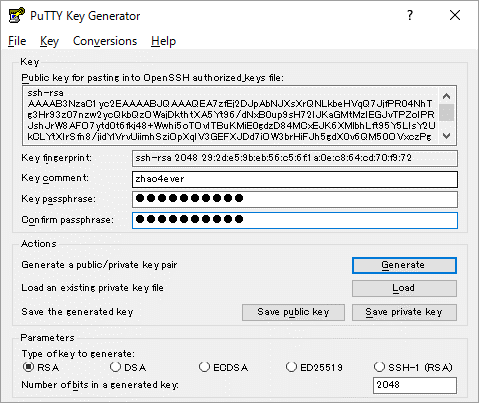 PuTTY Key Generator
File Key Conversions Help
Key
Public key for pasting into OpenSSH authorized_keys file:
ssh-rsa
Key fingerprint: ssh-rsa 2048 29:2d:e5:9b:eb:56:c5:6f:1a:0e:c8:64:cd:70:f9:72
Key comment: zhao4ever
Key passphrase: ●●●●●●●●●●
Confirm passphrase: ●●●●●●●●●●
Actions
Generate a public/private key pair Generate
Load an existing private key file Load
Save the generated key Save public key Save private key
Parameters
Type of key to generate:
RSA DSA ECDSA ED25519 SSH-1 (RSA)
Number of bits in a generated key: 2048